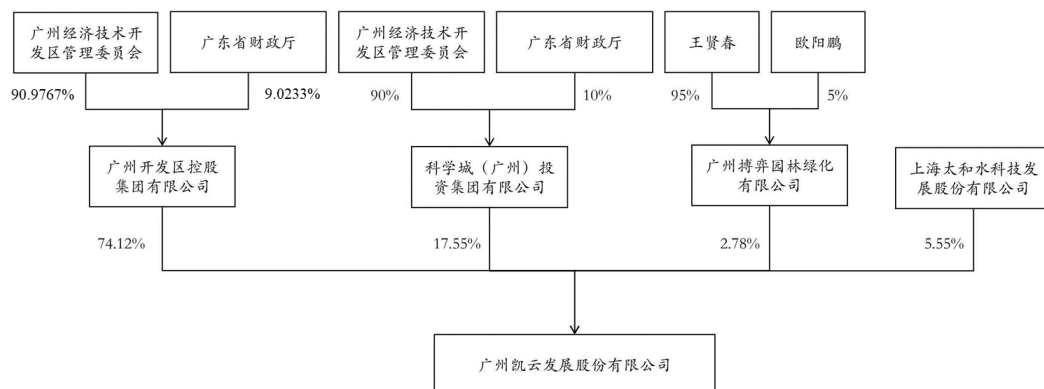 广州经济技术开
发区管理委员会
广东省财政厅
广州经济技术开
发区管理委员会
广东省财政厅
王贤春
欧阳鹏
90.9767%
9.0233%
90%
10%
95%
5%
广州开发区控股
集团有限公司
科学城（广州）投
资集团有限公司
广州搏弈园林绿化
有限公司
上海太和水科技发
展股份有限公司
74.12%
17.55%
2.78%
5.55%
广州凯云发展股份有限公司